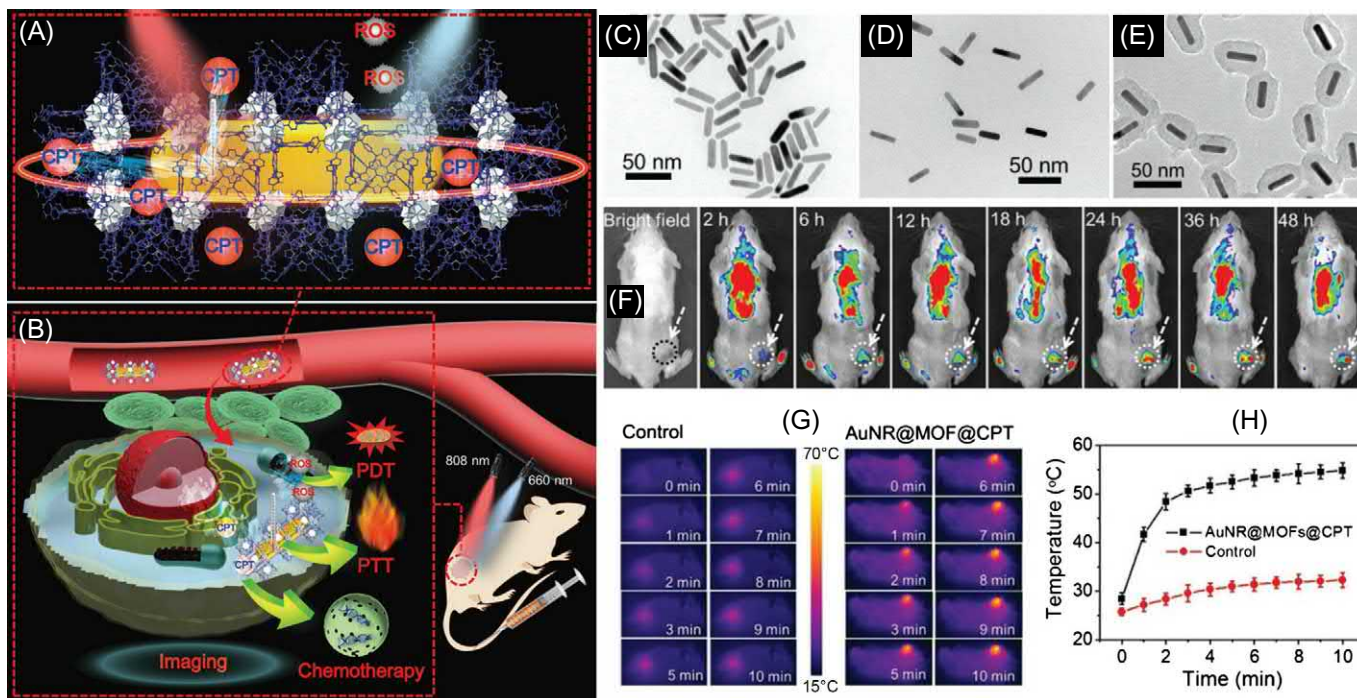 (A)
ROS
ROS
CPT
CPT
CPT
CPT
CPT
CPT
(B)
ROS
ROS
PDT
CPT
CPT
PTT
Chemotherapy
Imaging
808 nm
660 nm
(C)
50 nm
(D)
50 nm
(E)
50 nm
(F)
Bright field
2 h
6 h
12 h
18 h
24 h
36 h
48 h
(G)
Control
0 min
6 min
1 min
7 min
2 min
8 min
3 min
9 min
5 min
10 min
70°C
15°C
AuNR@MOF@CPT
0 min
6 min
1 min
7 min
2 min
8 min
3 min
9 min
5 min
10 min
(H)
Temperature (°C)
60
50
40
30
20
AuNR@MOFs@CPT
Control
0 2 4 6 8 10
Time (min)